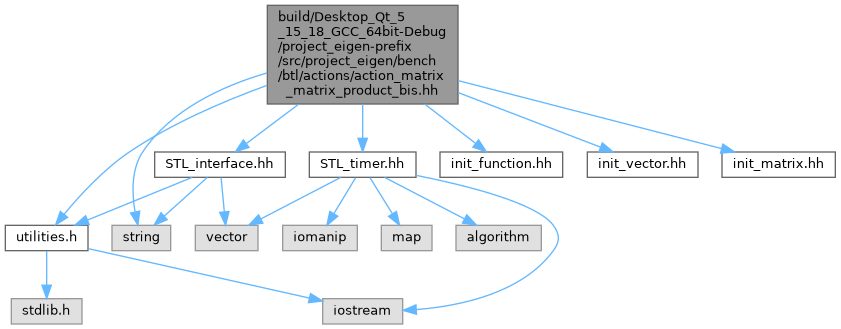 build/Desktop_Qt_5
_15_18_GCC_64bit-Debug
/project_eigen-prefix
/src/project_eigen/bench
/btl/actions/action_matrix
_matrix_product_bis.hh
STL_interface.hh
STL_timer.hh
init_function.hh
init_vector.hh
init_matrix.hh
utilities.h
string
vector
iomanip
map
algorithm
stdlib.h
iostream